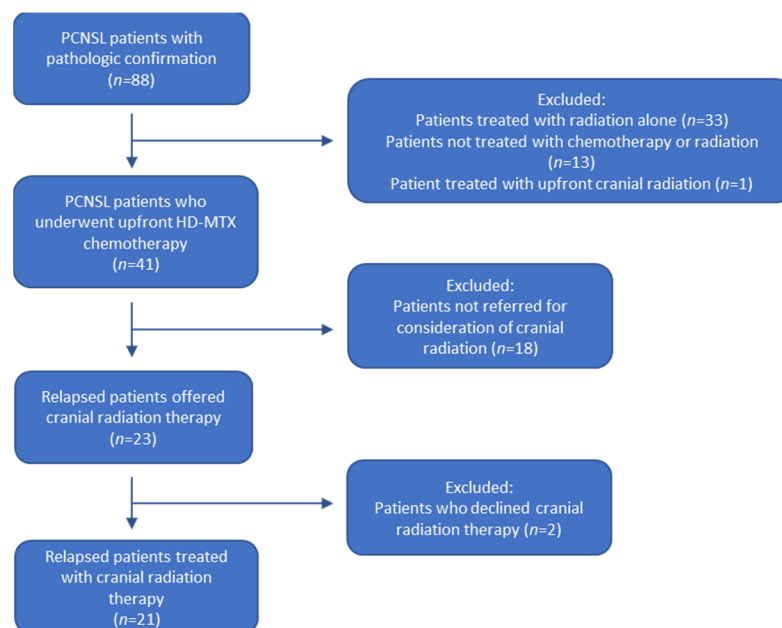 PCNSL patients with
pathologic confirmation
(n=88)
Excluded:
Patients treated with radiation alone (n=33)
Patients not treated with chemotherapy or radiation
(n=13)
Patient treated with upfront cranial radiation (n=1)
PCNSL patients who
underwent upfront HD-MTX
chemotherapy
(n=41)
Excluded:
Patients not referred for
consideration of cranial
radiation (n=18)
Relapsed patients offered
cranial radiation therapy
(n=23)
Excluded:
Patients who declined cranial
radiation therapy (n=2)
Relapsed patients treated
with cranial radiation
therapy
(n=21)